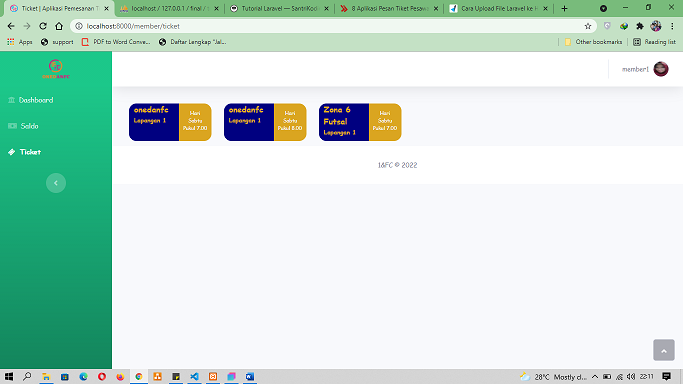 Ticket | Aplikasi Pemesanan T
localhost / 127.0.0.1 / final / t
Tutorial Laravel — SantriKod
8 Aplikasi Pesan Tiket Pesawa
Cara Upload File Laravel ke H
localhost:8000/member/ticket
Apps
support
PDF to Word Conve...
Daftar Lengkap "Jal...
Other bookmarks
Reading list
member1
Dashboard
Saldo
Ticket
onedanfc
Lapangan 1
Hari
Sabtu
Pukul 7.00
onedanfc
Lapangan 1
Hari
Sabtu
Pukul 8.00
Zona 6
Futsal
Lapangan 1
Hari
Sabtu
Pukul 7.00
1&FC © 2022
28°C Mostly cl...
22:11